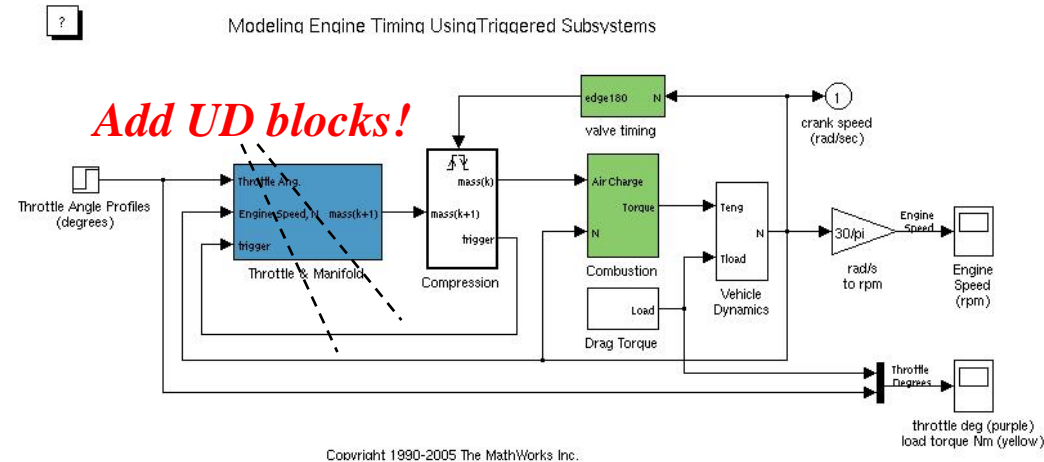 ?
Modeling Engine Timing UsingTriggered Subsystems
Add UD blocks!
edge180 N
valve timing
1
crank speed
(rad/sec)
Throttle Angle Profiles
(degrees)
Throttle Ang.
Engine Speed, N mass(k+1)
trigger
Throttle & Manifold
mass(k)
mass(k+1)
trigger
Compression
Air Charge
Torque
N
Combustion
Load
Drag Torque
Teng
N
Tload
Vehicle
Dynamics
30/pi
rad/s
to rpm
Engine
Speed
Engine
Speed
(rpm)
Throttle
Degrees
throttle deg (purple)
load torque Nm (yellow)
Copyright 1990-2005 The MathWorks Inc.